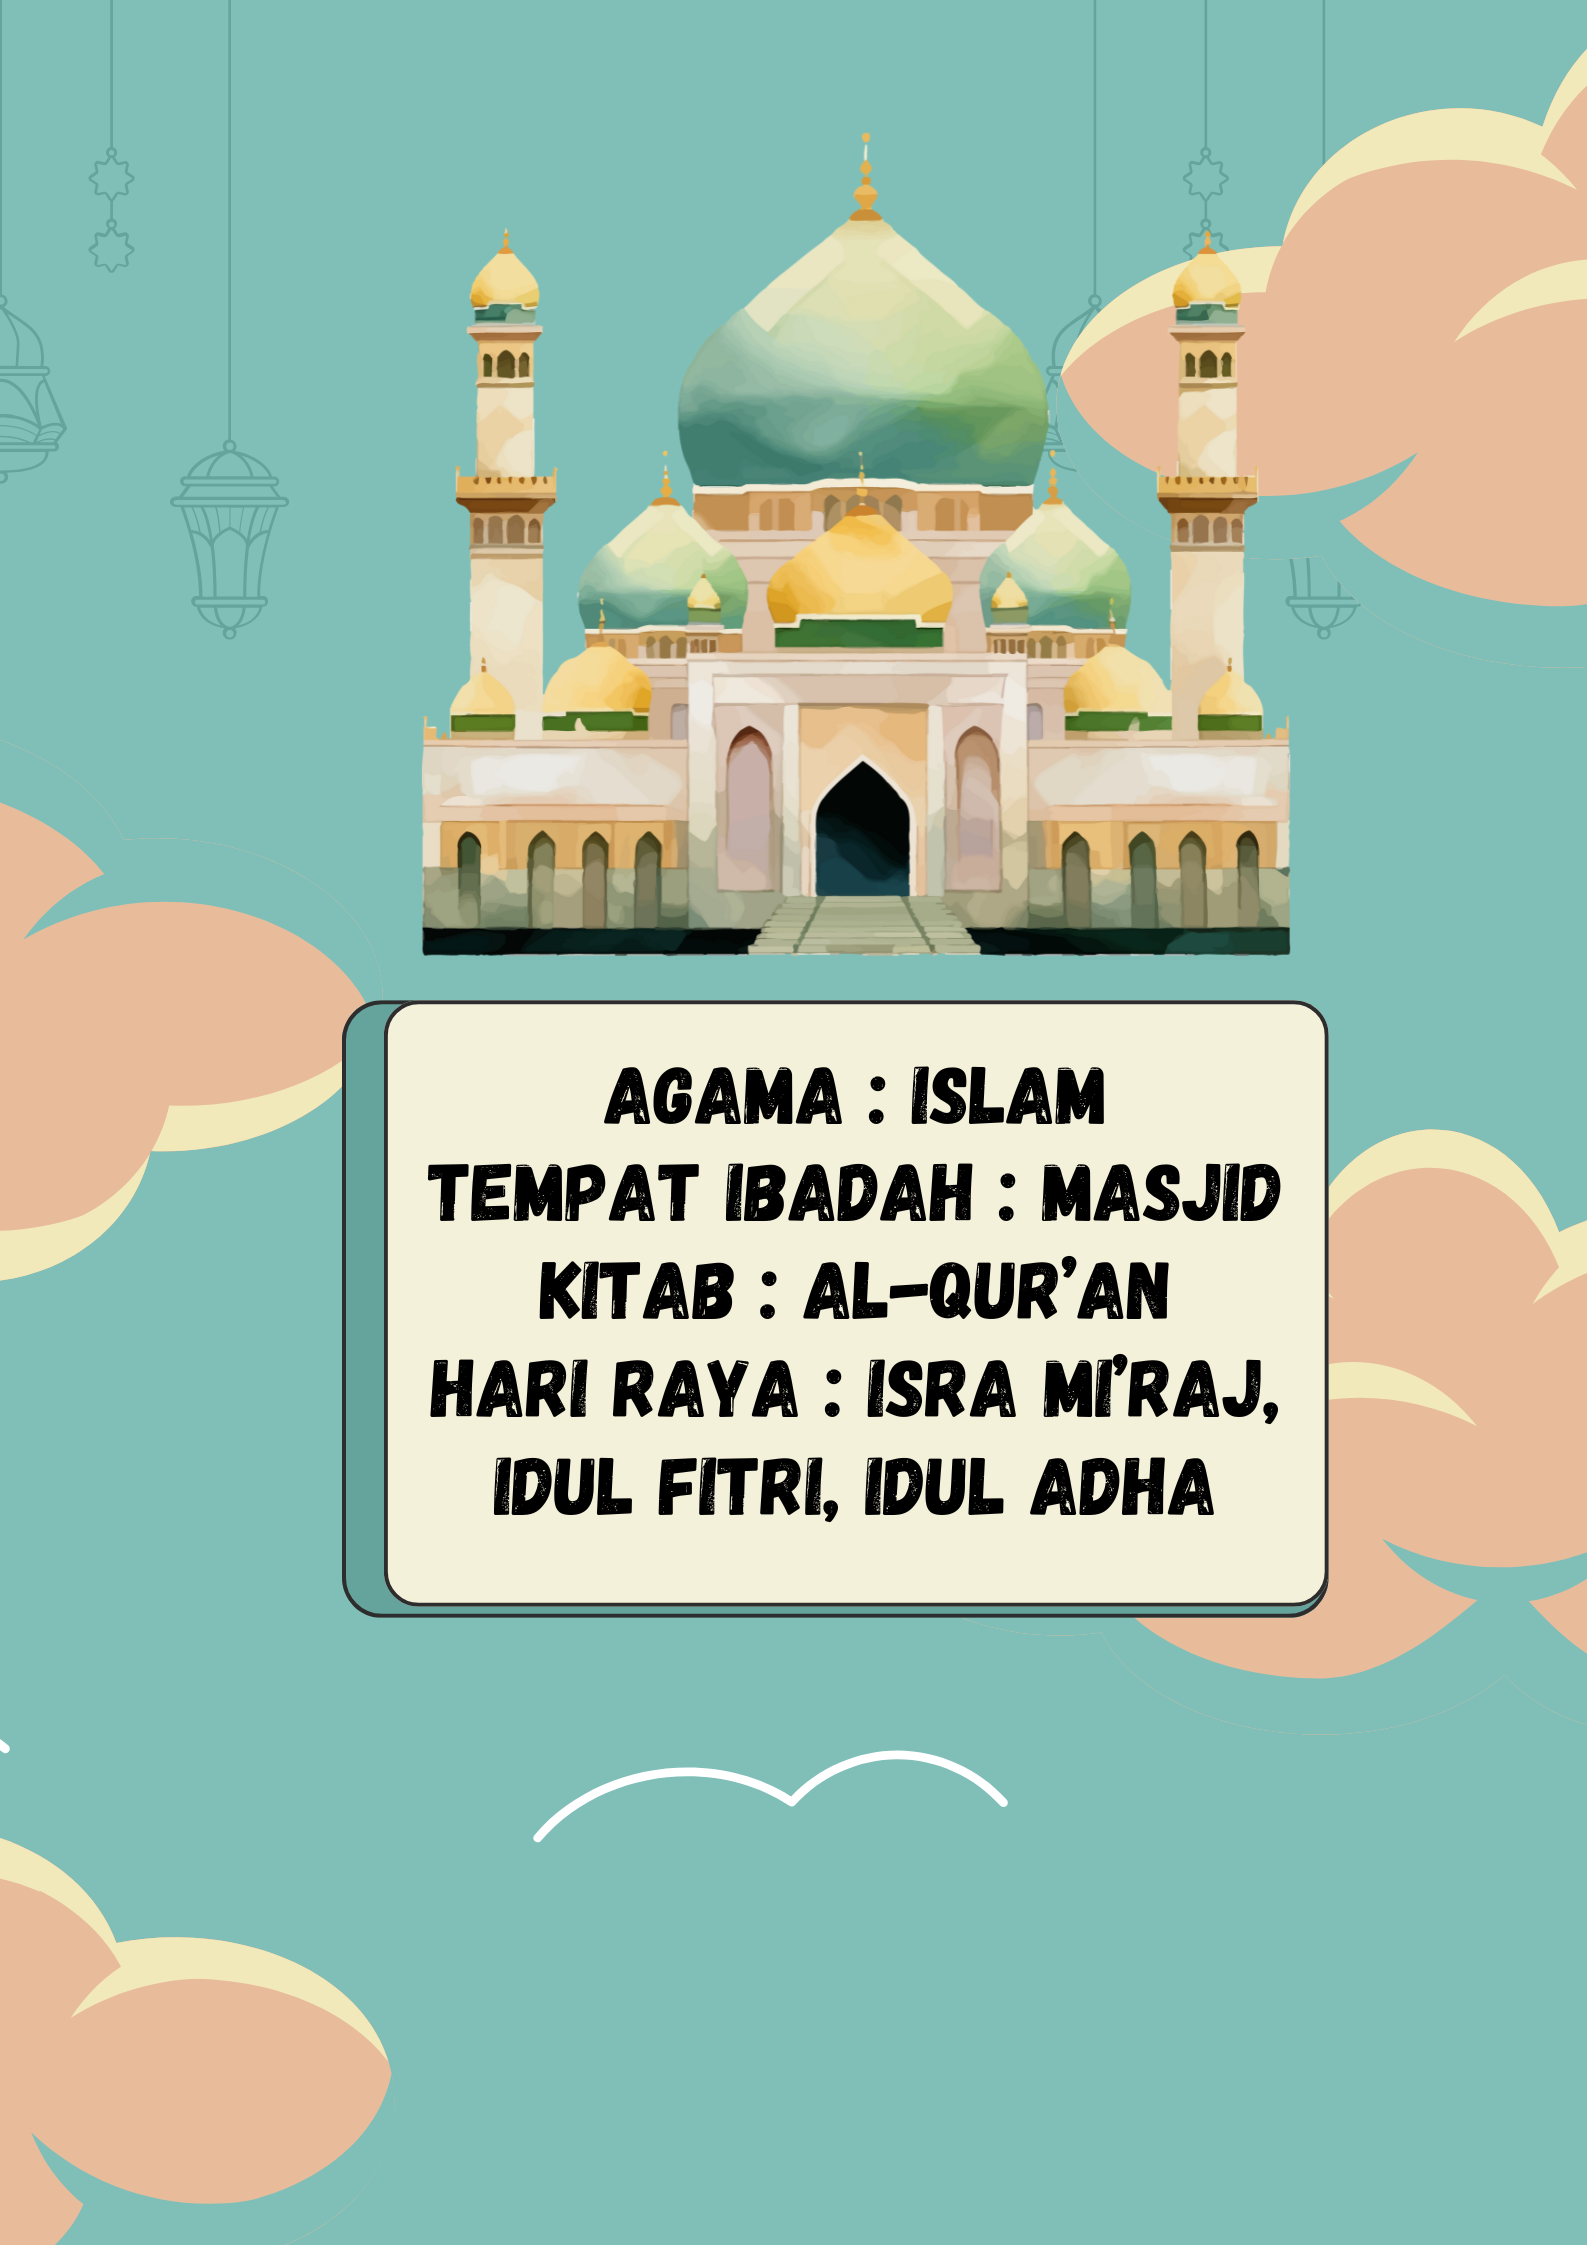 AGAMA : ISLAM
TEMPAT IBADAH : MASJID
KITAB : AL-QUR'AN
HARI RAYA : ISRA MI'RAJ,
IDUL FITRI, IDUL ADHA